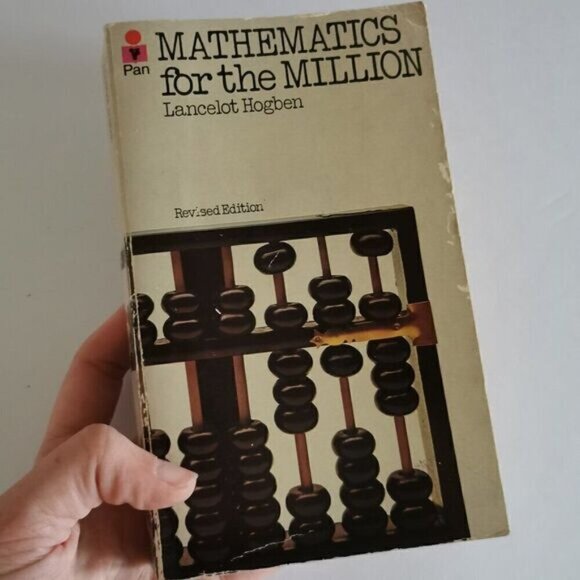 Pan
MATHEMATICS
for the MILLION
Lancelot Hogben
Revised Edition